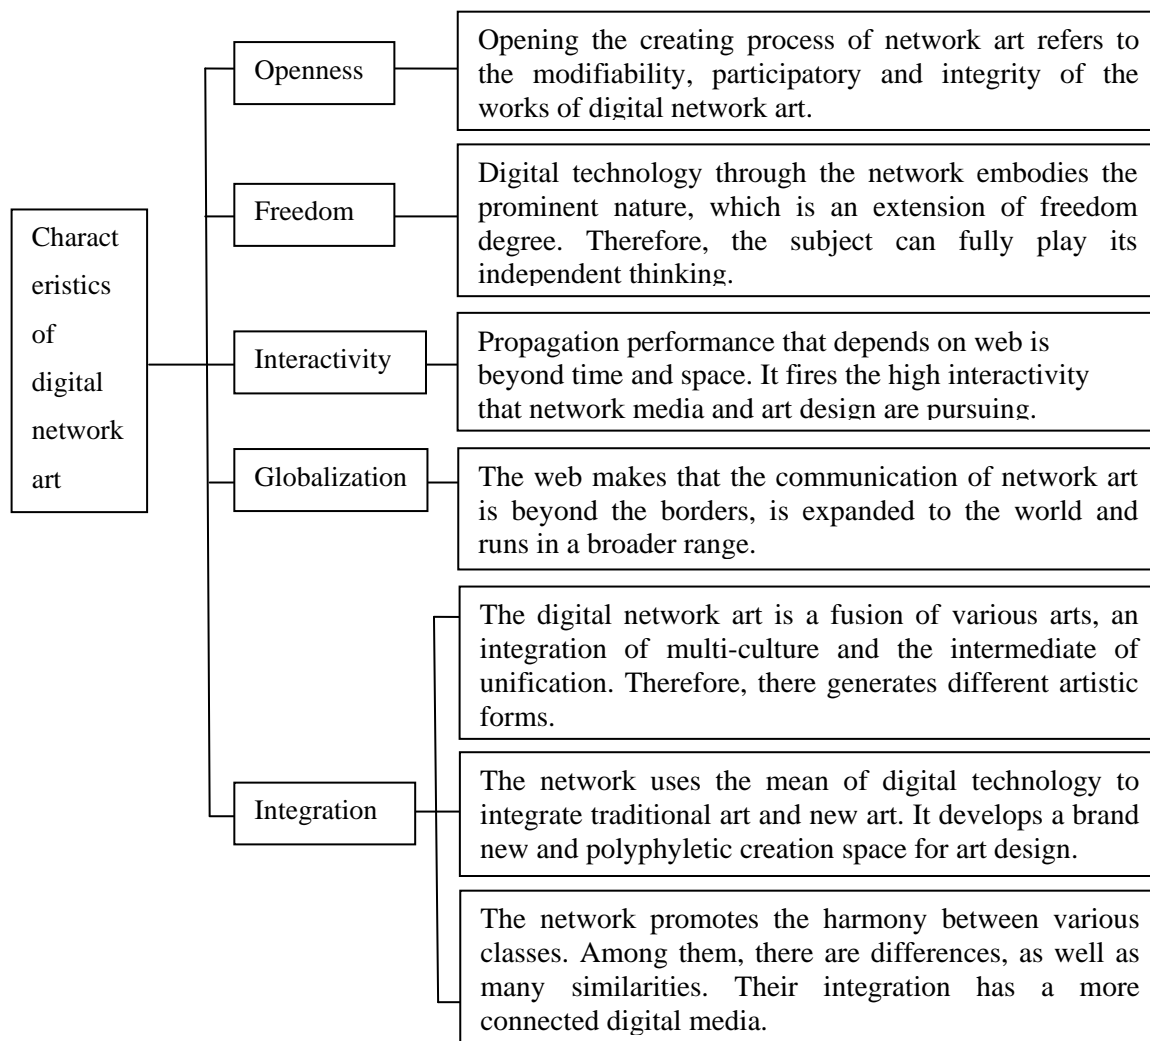 Openness
Opening the creating process of network art refers to
the modifiability, participatory and integrity of the
works of digital network art.
Freedom
Digital technology through the network embodies the
prominent nature, which is an extension of freedom
degree. Therefore, the subject can fully play its
independent thinking.
Charact
eristics
of
digital
network
art
Interactivity
Propagation performance that depends on web is
beyond time and space. It fires the high interactivity
that network media and art design are pursuing.
Globalization
The web makes that the communication of network art
is beyond the borders, is expanded to the world and
runs in a broader range.
Integration
The digital network art is a fusion of various arts, an
integration of multi-culture and the intermediate of
unification. Therefore, there generates different artistic
forms.
The network uses the mean of digital technology to
integrate traditional art and new art. It develops a brand
new and polyphyletic creation space for art design.
The network promotes the harmony between various
classes. Among them, there are differences, as well as
many similarities. Their integration has a more
connected digital media.